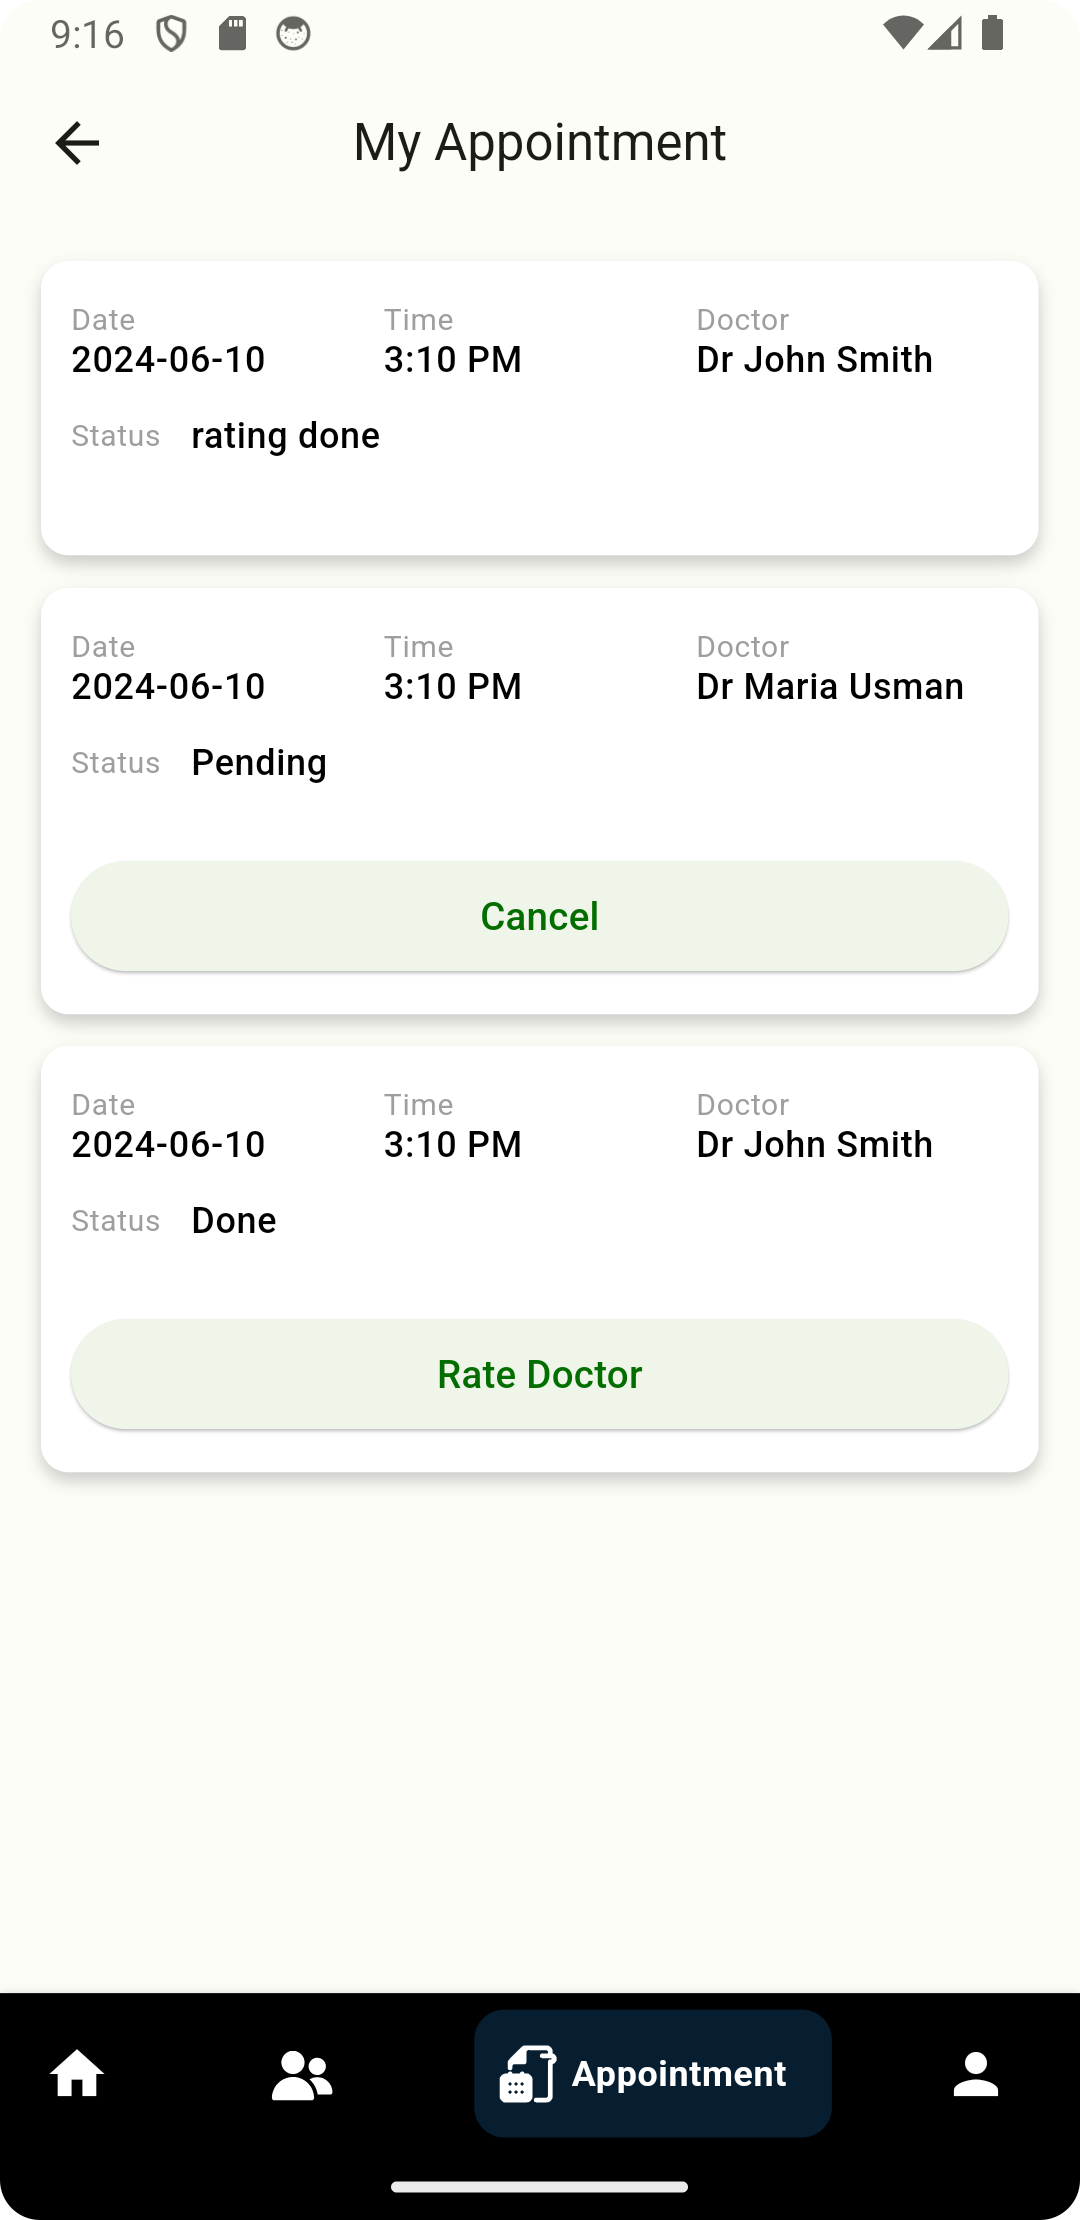 9:16
My Appointment
Date Time Doctor
2024-06-10 3:10 PM Dr John Smith
Status rating done
Date Time Doctor
2024-06-10 3:10 PM Dr Maria Usman
Status Pending
Cancel
Date Time Doctor
2024-06-10 3:10 PM Dr John Smith
Status Done
Rate Doctor
Appointment